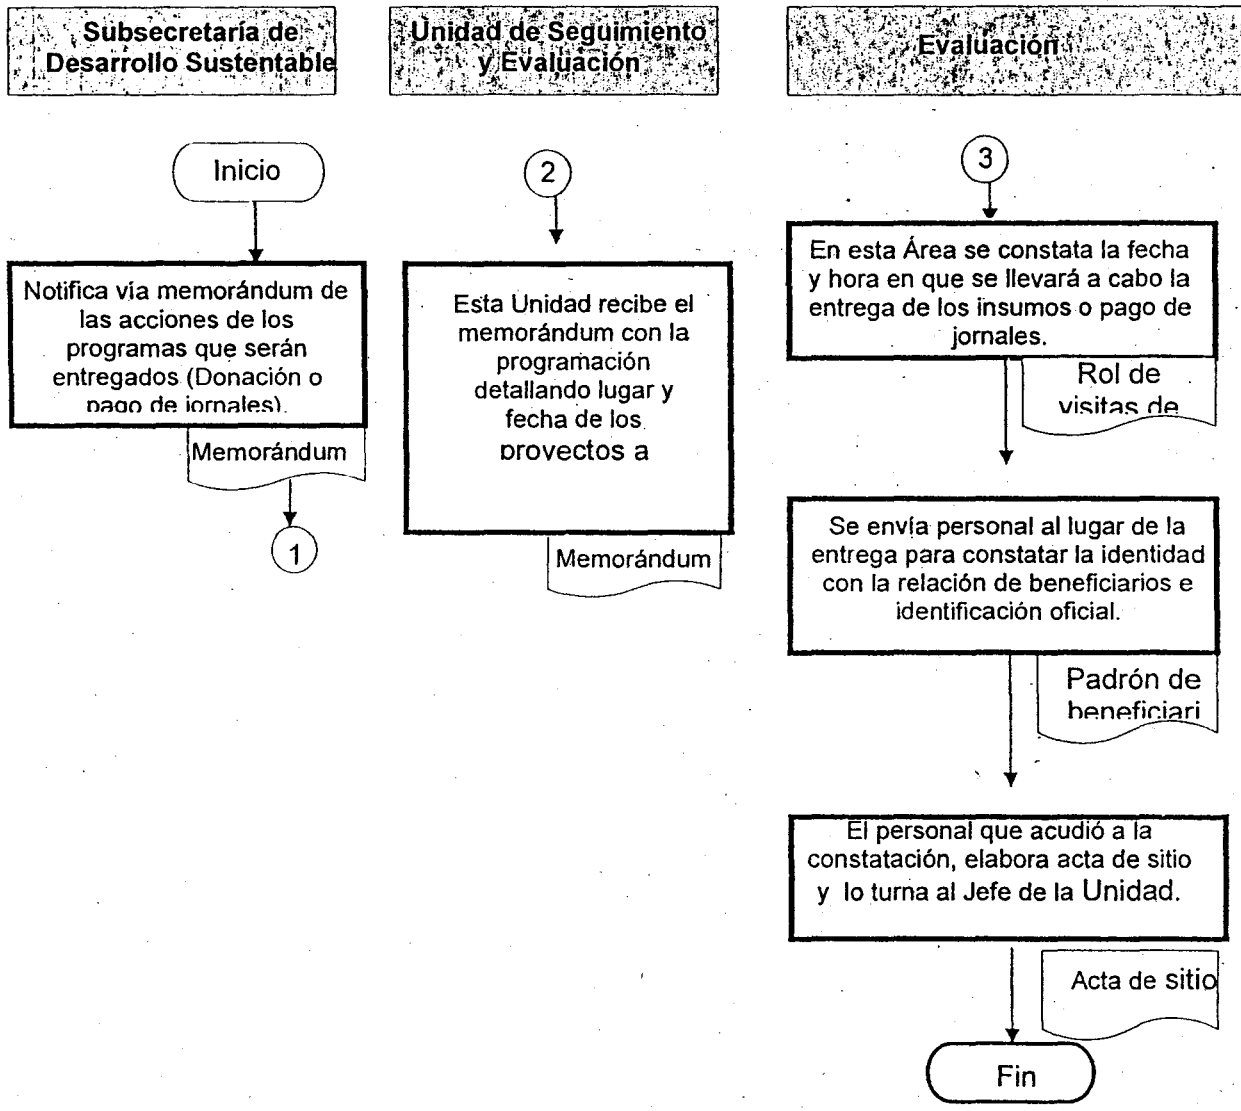 Subsecretaría de
Desarrollo Sustentable
Inicio
Notifica vía memorándum de
las acciones de los
programas que serán
entregados (Donación o
pago de jornales).
Memorándum
1
Unidad de Seguimiento
y Evaluación
2
Esta Unidad recibe el
memorándum con la
programación
detallando lugar y
fecha de los
proyectos a
Memorándum
Evaluación
3
En esta Área se constata la fecha
y hora en que se llevará a cabo la
entrega de los insumos o pago de
jornales.
Rol de
visitas de
Se envía personal al lugar de la
entrega para constatar la identidad
con la relación de beneficiarios e
identificación oficial.
Padrón de
beneficiari
El personal que acudió a la
constatación, elabora acta de sitio
y lo turna al Jefe de la Unidad.
Acta de sitio
Fin